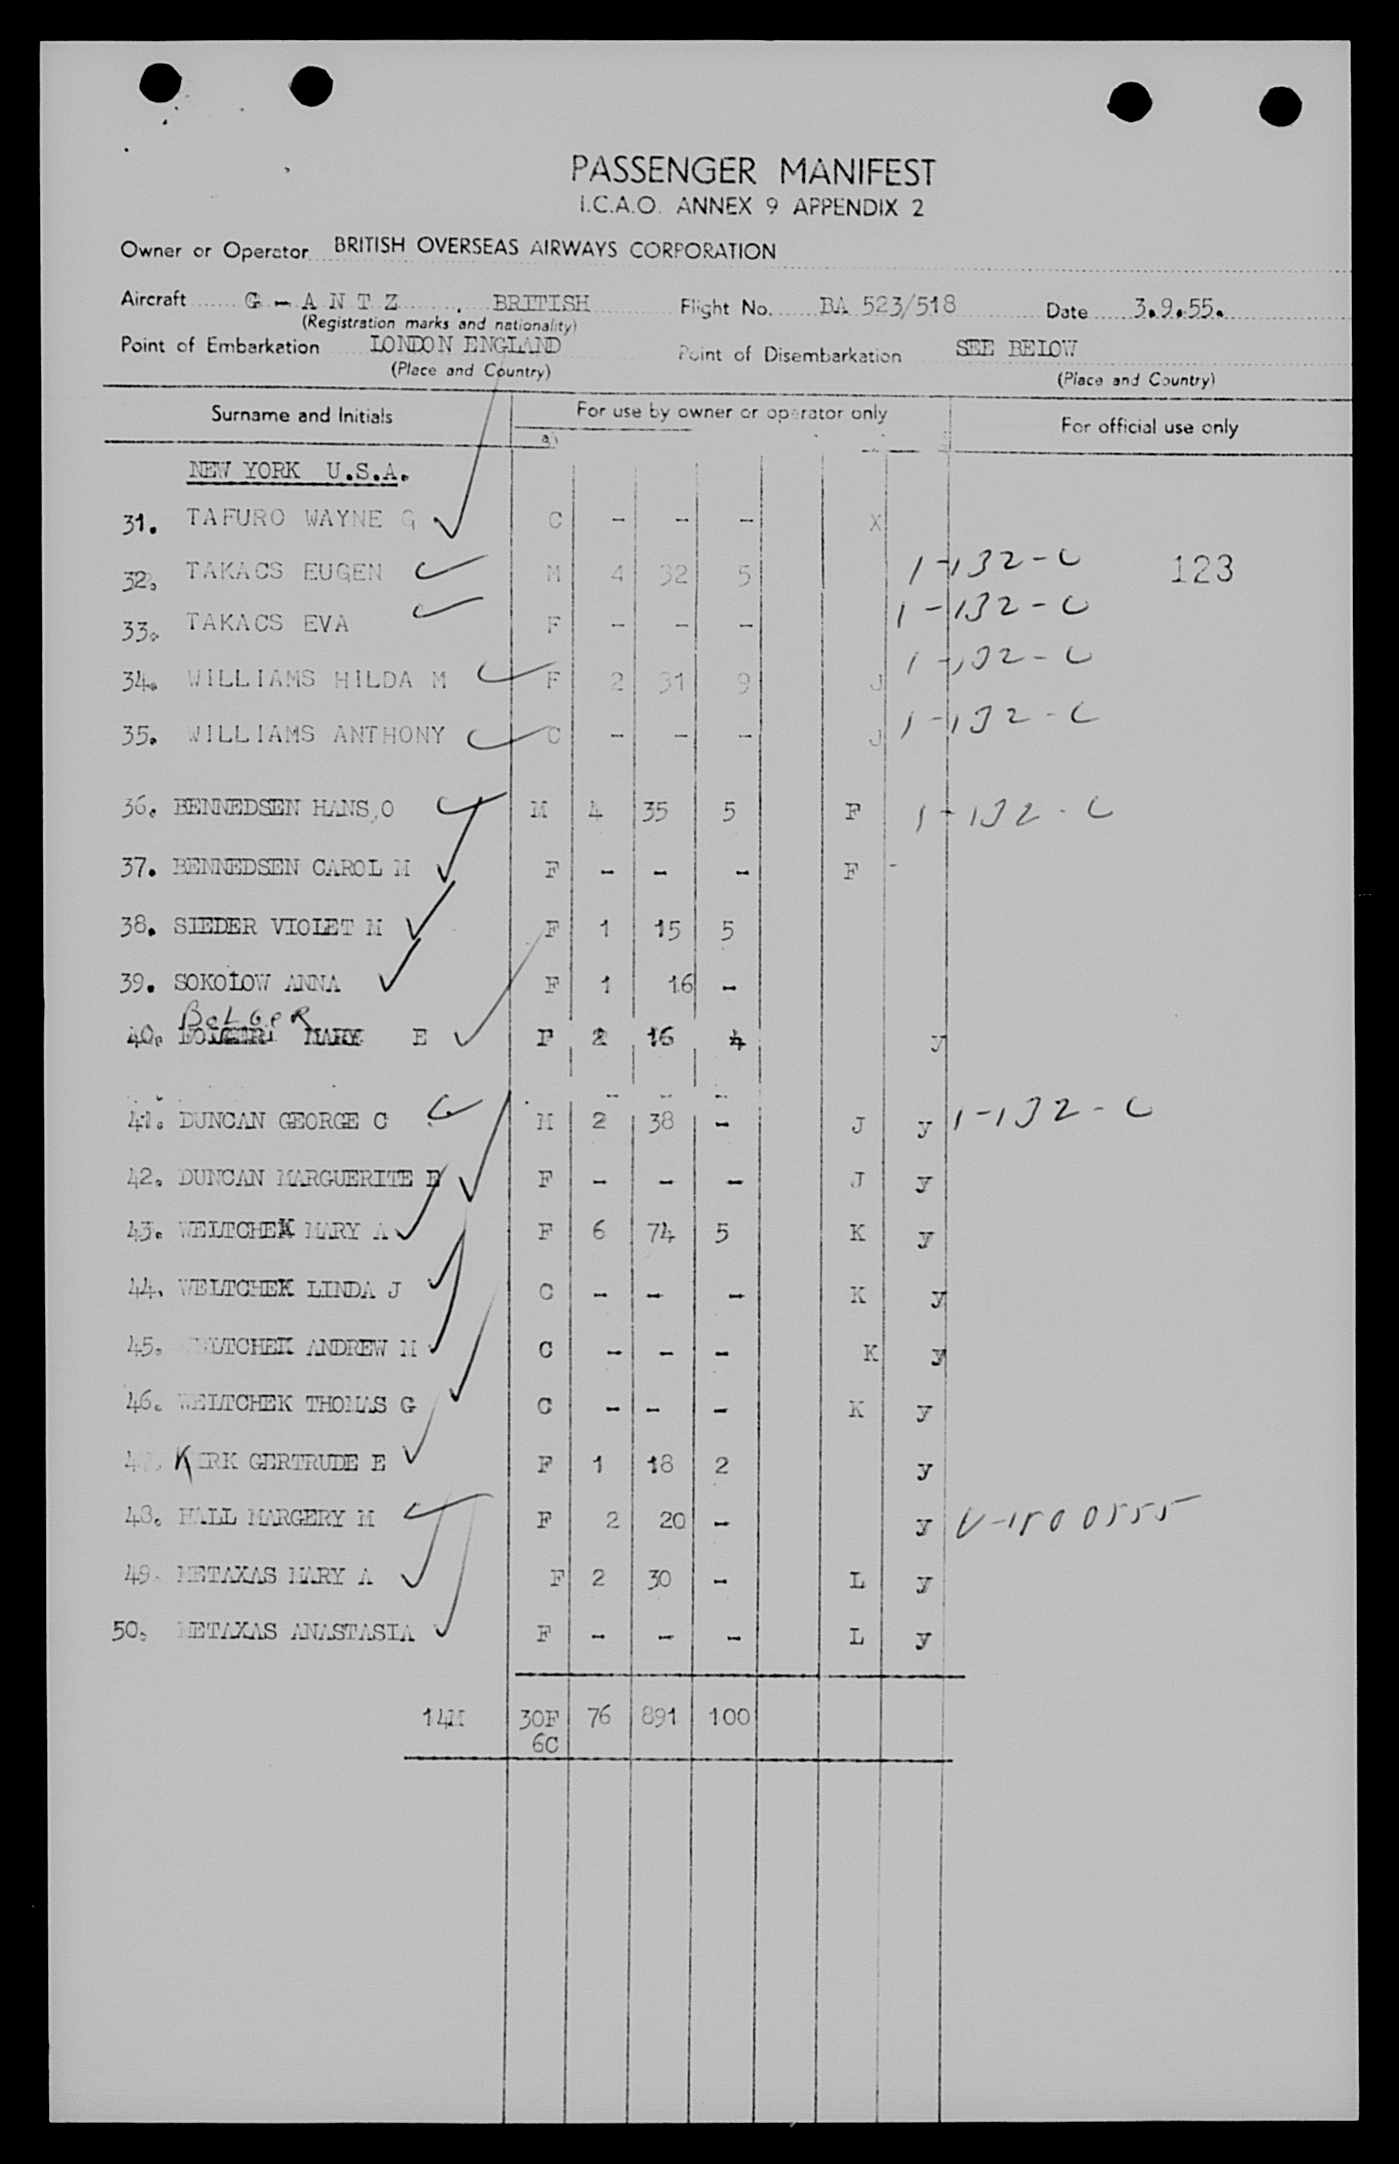 PASSENGER MANIFEST
I.C.A.O. ANNEX 9 APPENDIX 2
Owner or Operator BRITISH OVERSEAS AIRWAYS CORPORATION
Aircraft G - A N T Z . BRITISH Flight No. BA 523/518 Date 3.9.55.
(Registration marks and nationality)
Point of Embarkation LONDON ENGLAND Point of Disembarkation SEE BELOW
(Place and Country) (Place and Country)
Surname and Initials For use by owner or operator only For official use only
a)
NEW YORK U.S.A.
31. TAFURO WAYNE G C - - - X
32. TAKACS EUGEN M 4 32 5 1-132-C 123
33. TAKACS EVA F - - - 1-132-C
34. WILLIAMS HILDA M F 2 31 9 J 1-132-C
35. WILLIAMS ANTHONY C - - - J 1-132-C
36. BENNEDSEN HANS,O M 4 35 5 F 1-132-C
37. BENNEDSEN CAROL M F - - - F -
38. SIEDER VIOLET M F 1 15 5
39. SOKOLOW ANNA F 1 16 -
BOLGER
40. MARY E F 2 16 4 y
41. DUNCAN GEORGE C M 2 38 - J y 1-132-C
42. DUNCAN MARGUERITE E F - - - J y
43. WELTCHEK MARY A F 6 74 5 K y
44. WELTCHEK LINDA J C - - - K y
45. WELTCHEK ANDREW M C - - - K y
46. WELTCHEK THOMAS G C - - - K y
47. KERK GERTRUDE E F 1 18 2 y
48. HALL MARGERY M F 2 20 - y
49. METAXAS MARY A F 2 30 - L y
50. METAXAS ANASTASIA F - - - L y
14M 30F 76 891 100
6C